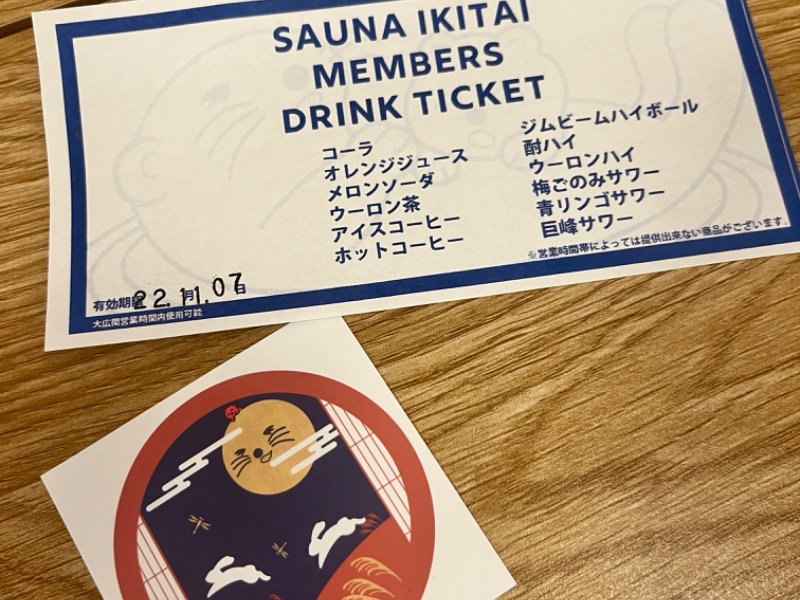 SAUNA IKITAI
MEMBERS
DRINK TICKET
コーラ
オレンジジュース
メロンソーダ
ウーロン茶
アイスコーヒー
ホットコーヒー
ジムビームハイボール
酎ハイ
ウーロンハイ
梅ごのみサワー
青リンゴサワー
巨峰サワー
※営業時間帯によっては提供出来ない商品がございます。
有効期限 22.11.07
大広間営業時間内使用可能